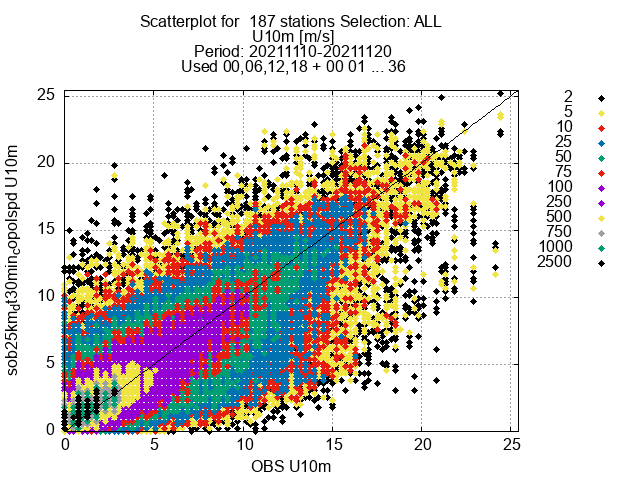 Scatterplot for 187 stations Selection: ALL
U10m [m/s]
Period: 20211110-20211120
Used 00,06,12,18 + 00 01 ... 36
sob25km_dt30min_copolspd U10m
25
20
15
10
5
0
0 5 10 15 20 25
OBS U10m
2
5
10
25
50
75
100
250
500
750
1000
2500